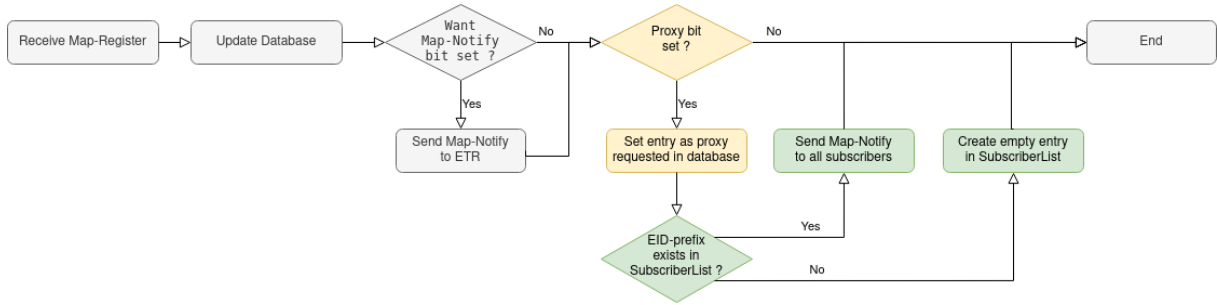 Receive Map-Register
Update Database
Want
Map-Notify
bit set ?
No
Yes
Send Map-Notify
to ETR
Proxy bit
set ?
No
Yes
Set entry as proxy
requested in database
EID-prefix
exists in
SubscriberList ?
Yes
No
Send Map-Notify
to all subscribers
Create empty entry
in SubscriberList
End